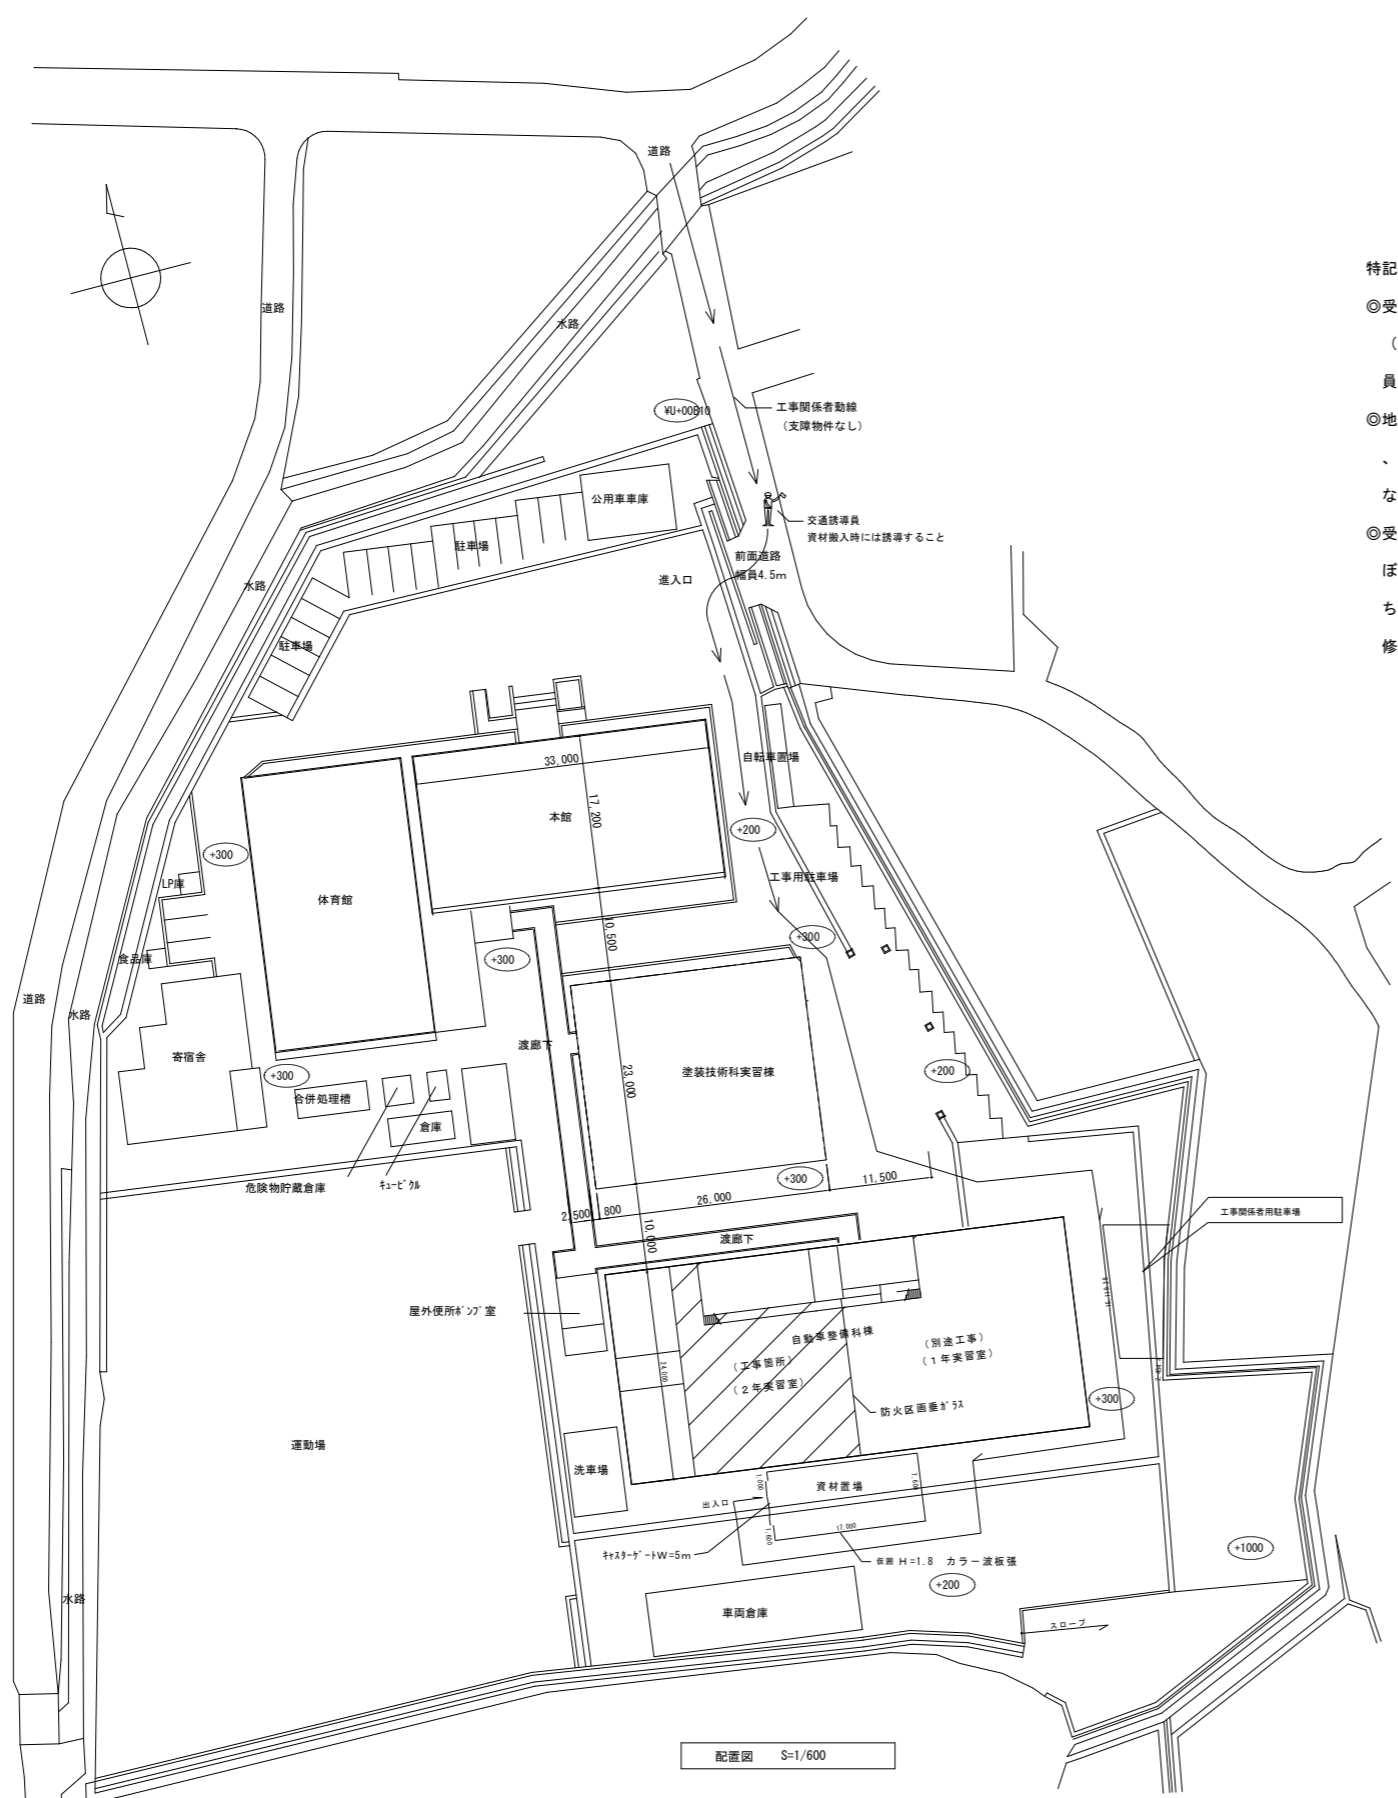 道路
特記
◎受
道路
水路
（
員
¥U+00B10
工事関係者動線
（支障物件なし）
◎地
、
な
公用車車庫
駐車場
交通誘導員
資材搬入時には誘導すること
◎受
前面道路
幅員4.5m
進入口
ぼ
水路
ち
駐車場
修
33,000
自転車置場
本館
17,200
+200
+300
LP庫
体育館
工事用駐車場
10,500
+300
+300
食品庫
道路
水路
渡廊下
寄宿舎
+300
23,000
塗装技術科実習棟
+200
合併処理槽
倉庫
危険物貯蔵倉庫
ｷｭｰﾋﾞｸﾙ
+300
11,500
2,500
800
26,000
10,000
渡廊下
工事関係者用駐車場
屋外便所ﾎﾟﾝﾌﾟ室
自動車整備科棟
（別途工事）
（１年実習室）
（工事箇所）
（２年実習室）
24,000
+300
防火区画垂ｶﾞﾗｽ
運動場
洗車場
資材置場
1,000
7,600
出入口
17,000
1,600
ｷｬｽﾀｰｹﾞｰﾄW=5m
仮囲 H=1.8 カラー波板張
+1000
+200
水路
車両倉庫
スロープ
配置図 S=1/600